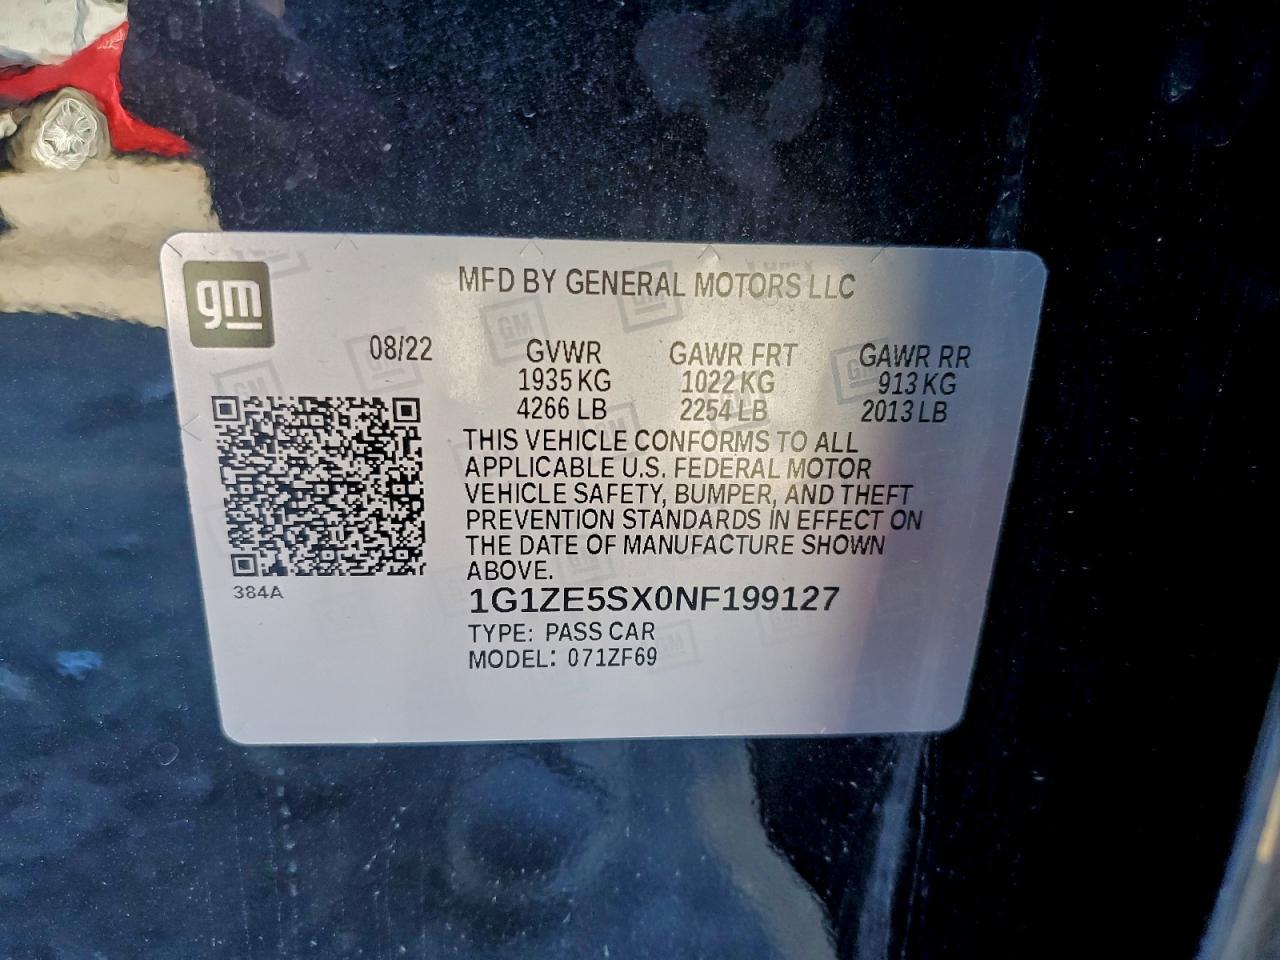 gm
MFD BY GENERAL MOTORS LLC
08/22 GVWR GAWR FRT GAWR RR
1935 KG 1022 KG 913 KG
4266 LB 2254 LB 2013 LB
THIS VEHICLE CONFORMS TO ALL
APPLICABLE U.S. FEDERAL MOTOR
VEHICLE SAFETY, BUMPER, AND THEFT
PREVENTION STANDARDS IN EFFECT ON
THE DATE OF MANUFACTURE SHOWN
ABOVE.
384A
1G1ZE5SX0NF199127
TYPE: PASS CAR
MODEL: 071ZF69